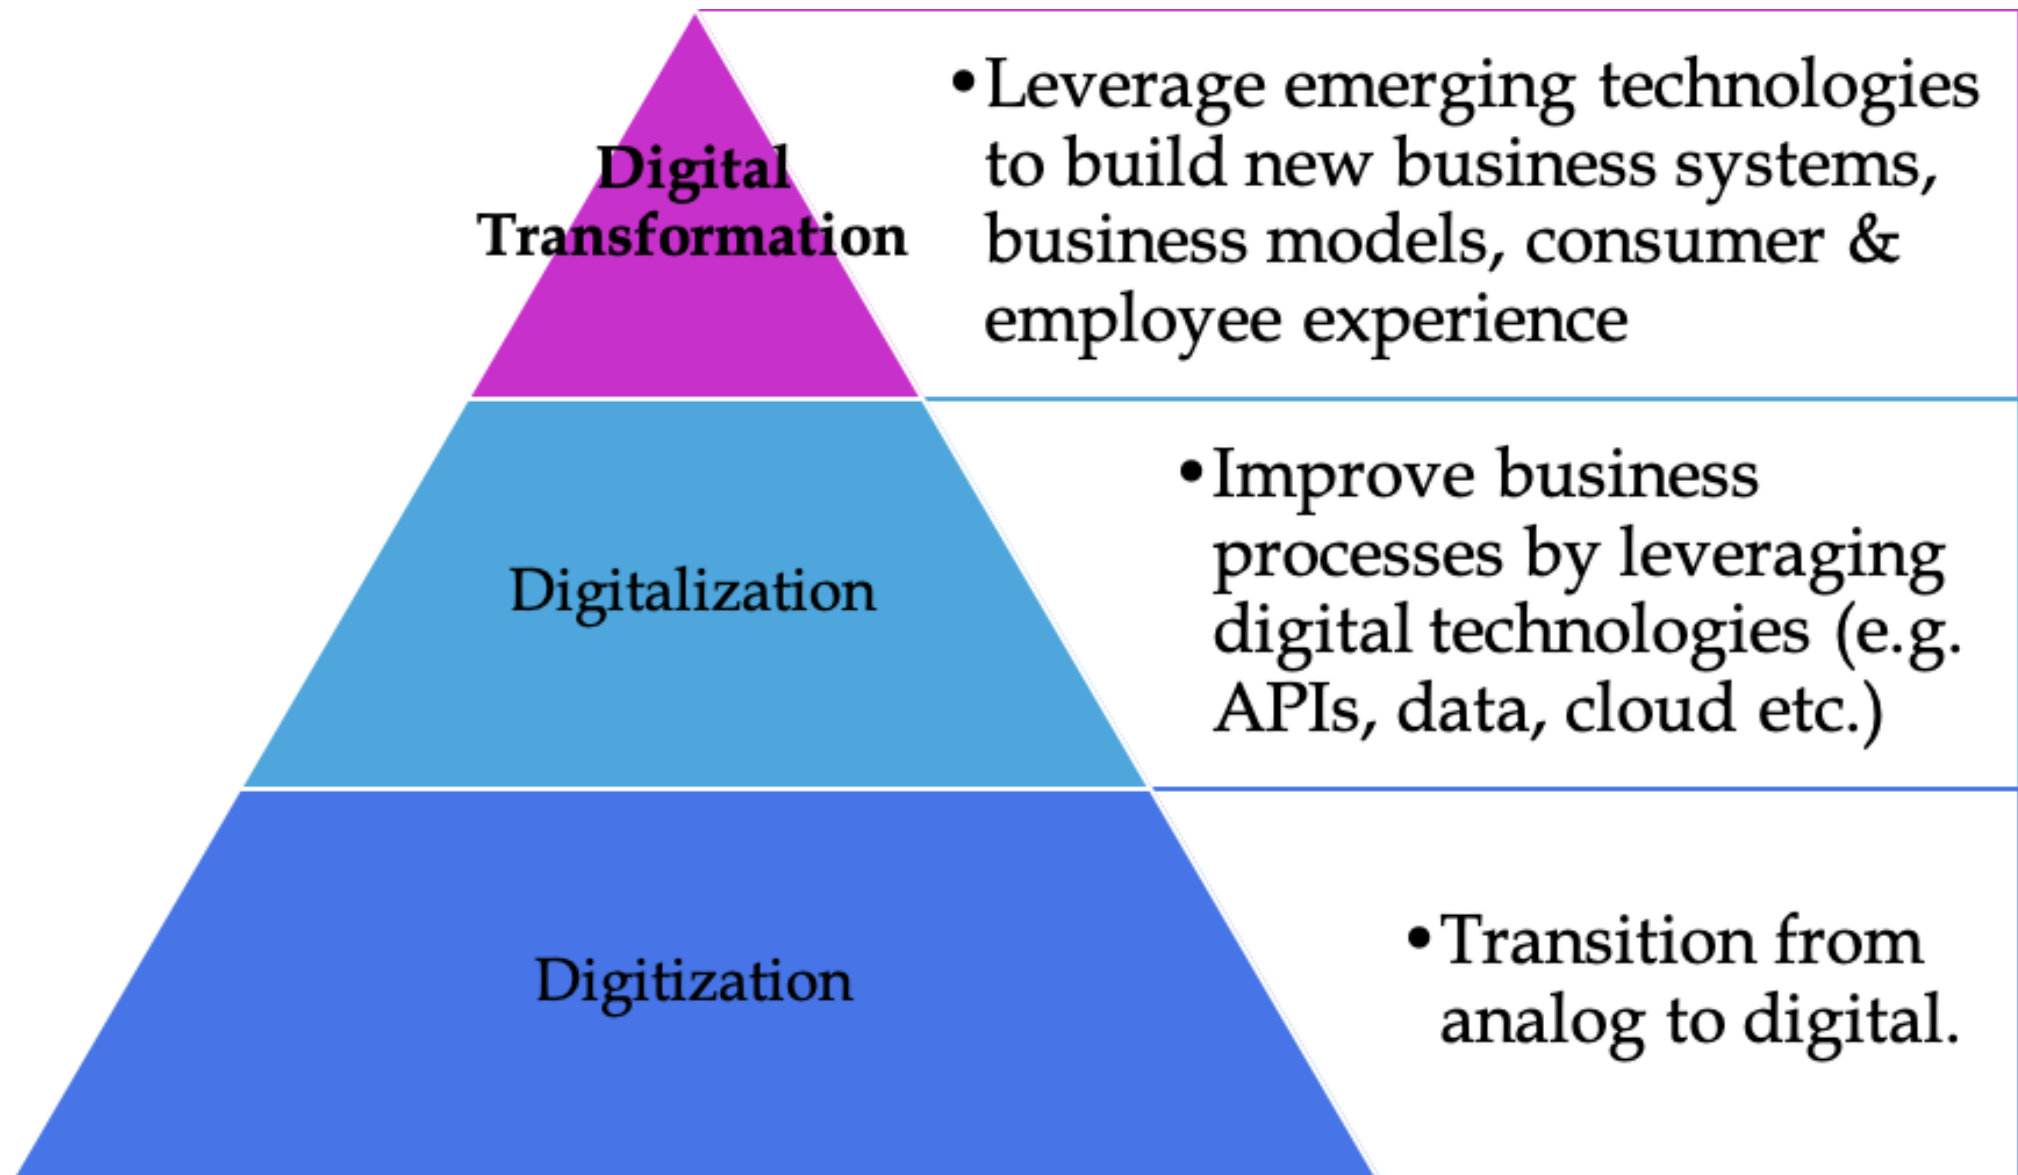 Digital
Transformation
•Leverage emerging technologies
to build new business systems,
business models, consumer &
employee experience
Digitalization
•Improve business
processes by leveraging
digital technologies (e.g.
APIs, data, cloud etc.)
Digitization
•Transition from
analog to digital.